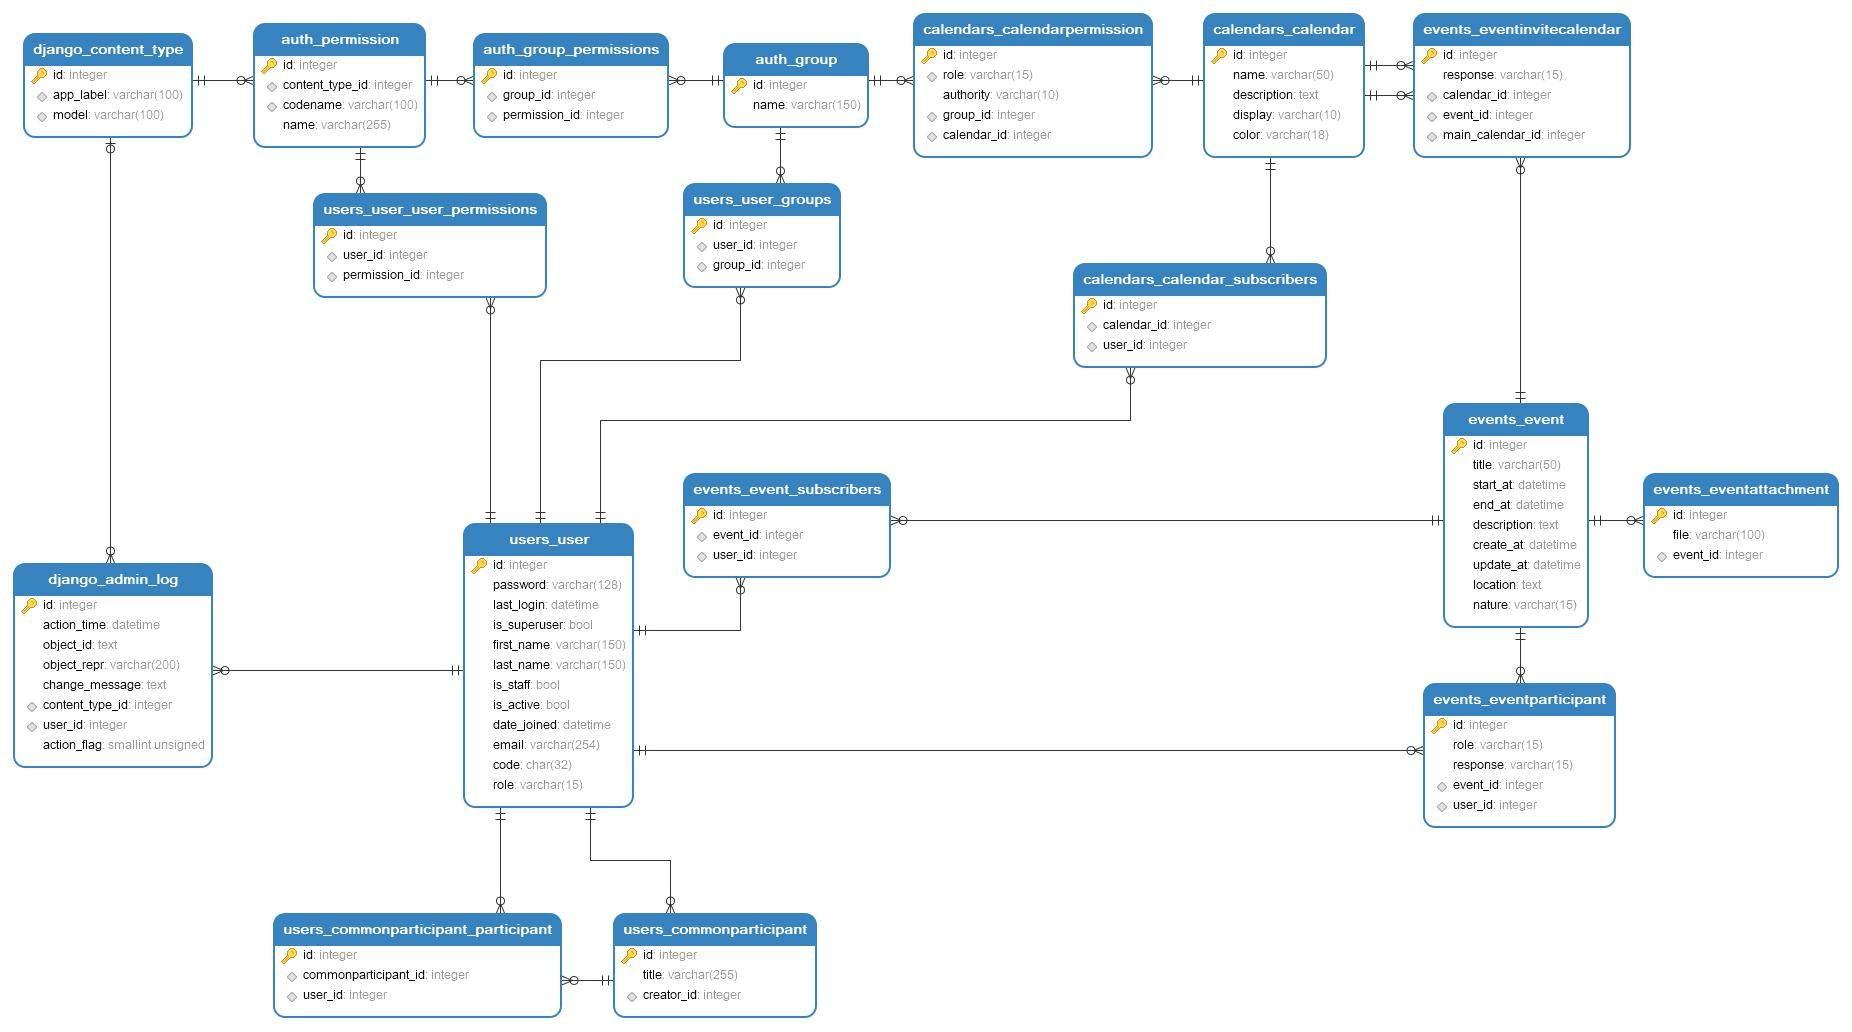 django_content_type
id: integer
app_label: varchar(100)
model: varchar(100)
auth_permission
id: integer
content_type_id: integer
codename: varchar(100)
name: varchar(255)
auth_group_permissions
id: integer
group_id: integer
permission_id: integer
auth_group
id: integer
name: varchar(150)
calendars_calendarpermission
id: integer
role: varchar(15)
authority: varchar(10)
group_id: integer
calendar_id: integer
calendars_calendar
id: integer
name: varchar(50)
description: text
display: varchar(10)
color: varchar(18)
events_eventinvitecalendar
id: integer
response: varchar(15)
calendar_id: integer
event_id: integer
main_calendar_id: integer
users_user_user_permissions
id: integer
user_id: integer
permission_id: integer
users_user_groups
id: integer
user_id: integer
group_id: integer
calendars_calendar_subscribers
id: integer
calendar_id: integer
user_id: integer
events_event
id: integer
title: varchar(50)
start_at: datetime
end_at: datetime
description: text
create_at: datetime
update_at: datetime
location: text
nature: varchar(15)
events_eventattachment
id: integer
file: varchar(100)
event_id: integer
events_event_subscribers
id: integer
event_id: integer
user_id: integer
users_user
id: integer
password: varchar(128)
last_login: datetime
is_superuser: bool
first_name: varchar(150)
last_name: varchar(150)
is_staff: bool
is_active: bool
date_joined: datetime
email: varchar(254)
code: char(32)
role: varchar(15)
django_admin_log
id: integer
action_time: datetime
object_id: text
object_repr: varchar(200)
change_message: text
content_type_id: integer
user_id: integer
action_flag: smallint unsigned
events_eventparticipant
id: integer
role: varchar(15)
response: varchar(15)
event_id: integer
user_id: integer
users_commonparticipant_participant
id: integer
commonparticipant_id: integer
user_id: integer
users_commonparticipant
id: integer
title: varchar(255)
creator_id: integer